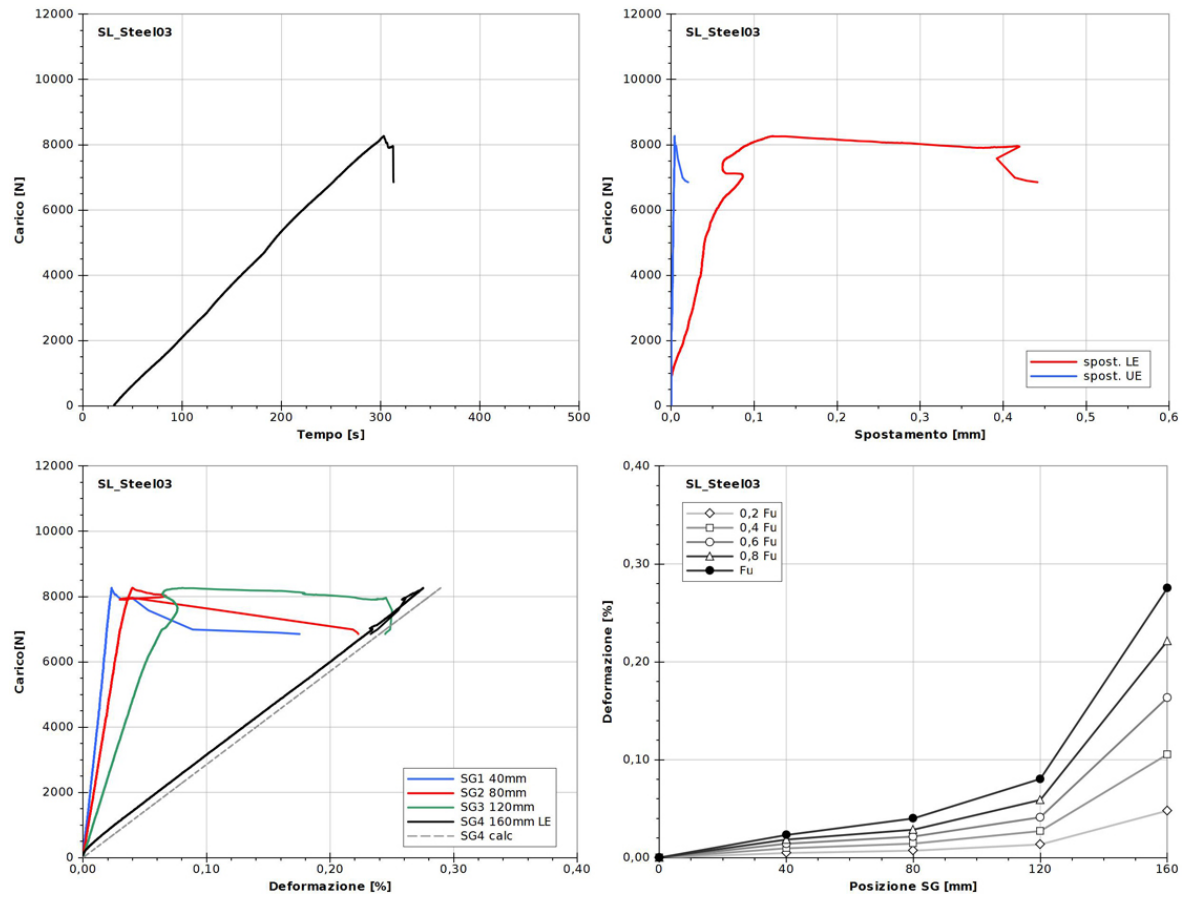 SL_Steel03
12000
10000
8000
6000
4000
2000
0
Carico [N]
0
100
200
300
400
500
Tempo [s]
SL_Steel03
12000
10000
8000
6000
4000
2000
0
Carico [N]
spost. LE
spost. UE
0,0
0,1
0,2
0,3
0,4
0,5
0,6
Spostamento [mm]
SL_Steel03
12000
10000
8000
6000
4000
2000
0
Carico[N]
SG1 40mm
SG2 80mm
SG3 120mm
SG4 160mm LE
SG4 calc
0,00
0,10
0,20
0,30
0,40
Deformazione [%]
SL_Steel03
0,40
0,30
0,20
0,10
0,00
Deformazione [%]
0,2 Fu
0,4 Fu
0,6 Fu
0,8 Fu
Fu
0
40
80
120
160
Posizione SG [mm]